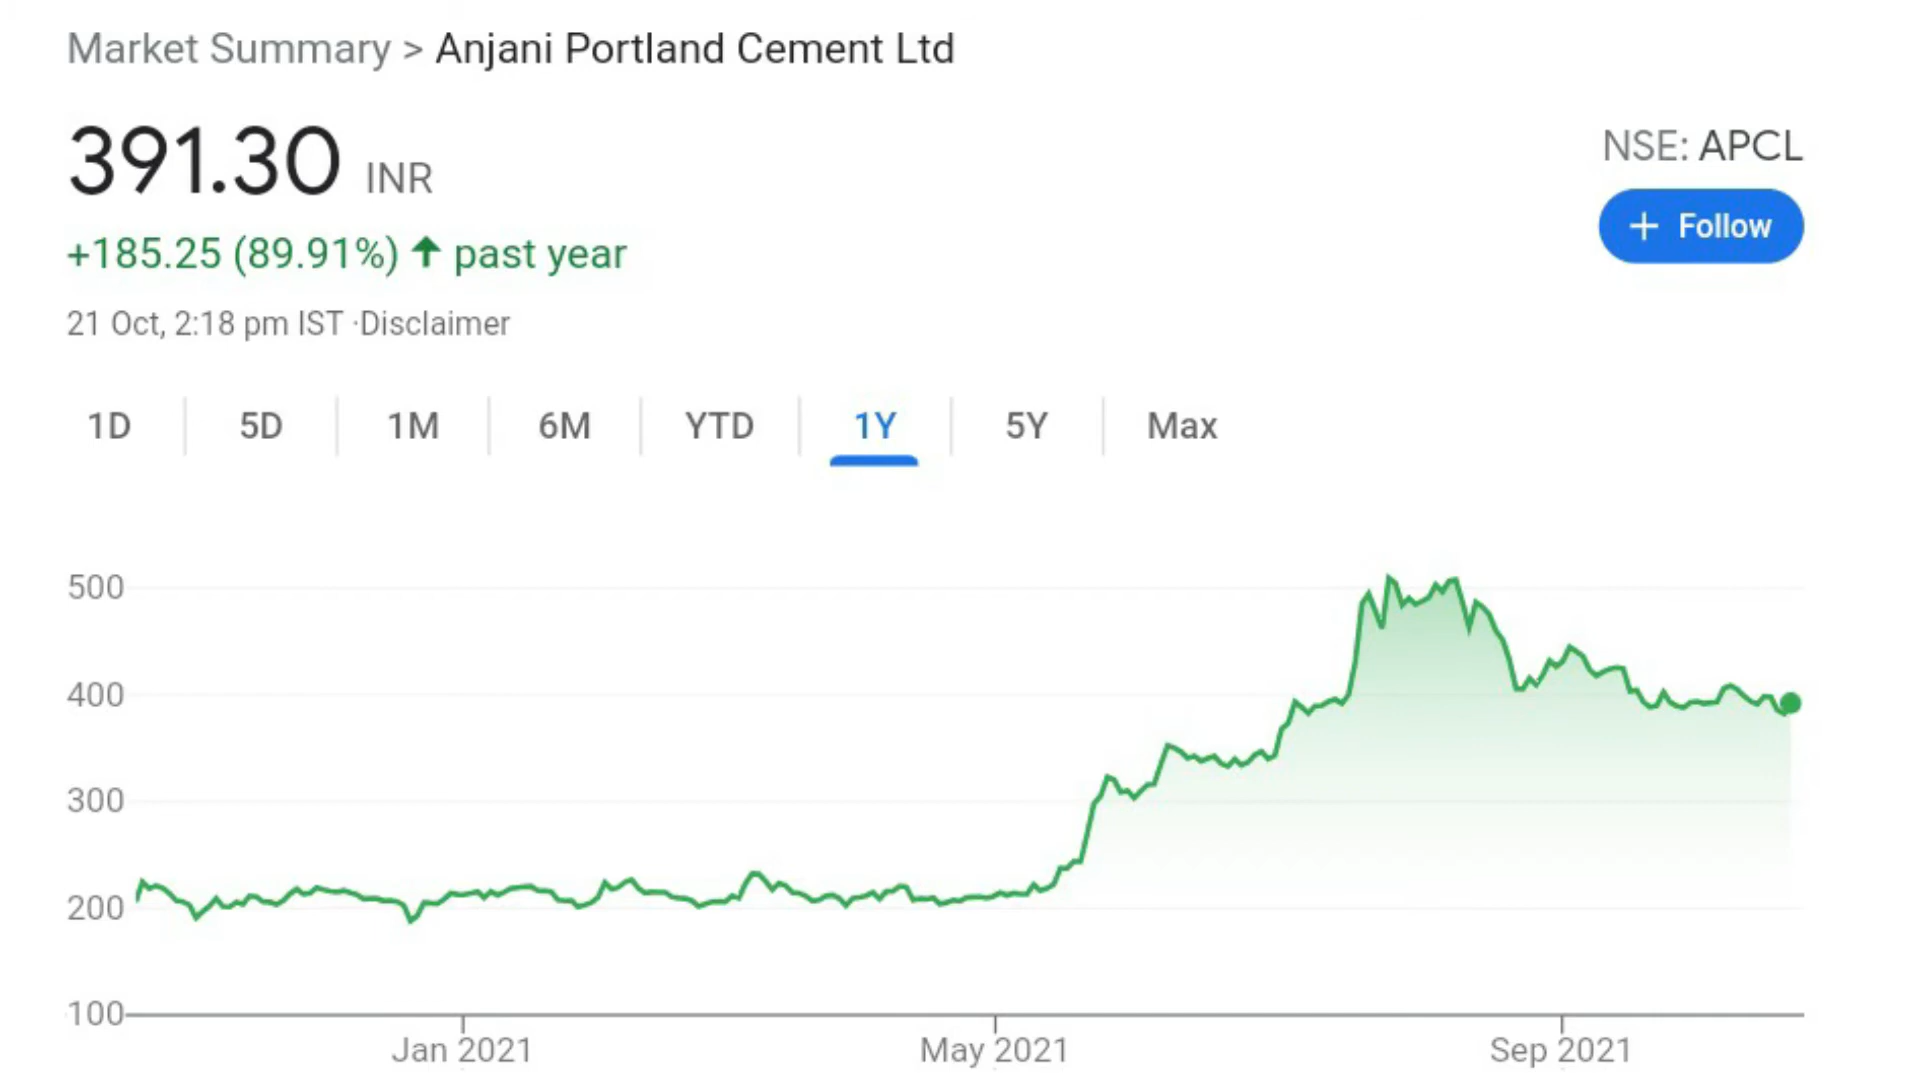 Market Summary > Anjani Portland Cement Ltd
391.30 INR
NSE: APCL
+ Follow
+185.25 (89.91%) ↑ past year
21 Oct, 2:18 pm IST ·Disclaimer
1D 5D 1M 6M YTD 1Y 5Y Max
500
400
300
200
100
Jan 2021 May 2021 Sep 2021